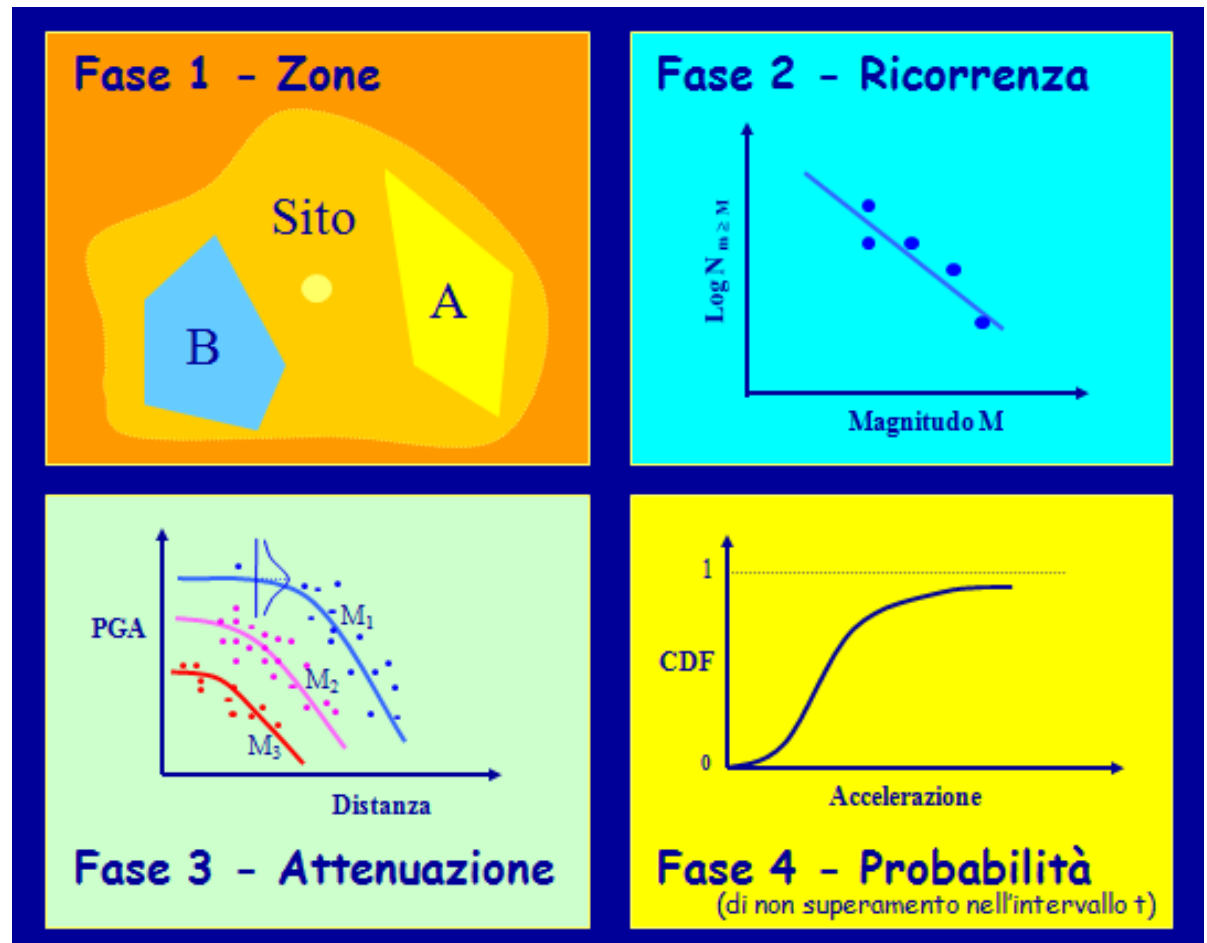 Fase 1 - Zone
Sito
A
B
Fase 2 - Ricorrenza
Log N m ≥ M
Magnitudo M
PGA
M1
M2
M3
Distanza
Fase 3 - Attenuazione
1
CDF
0
Accelerazione
Fase 4 - Probabilità
(di non superamento nell'intervallo t)